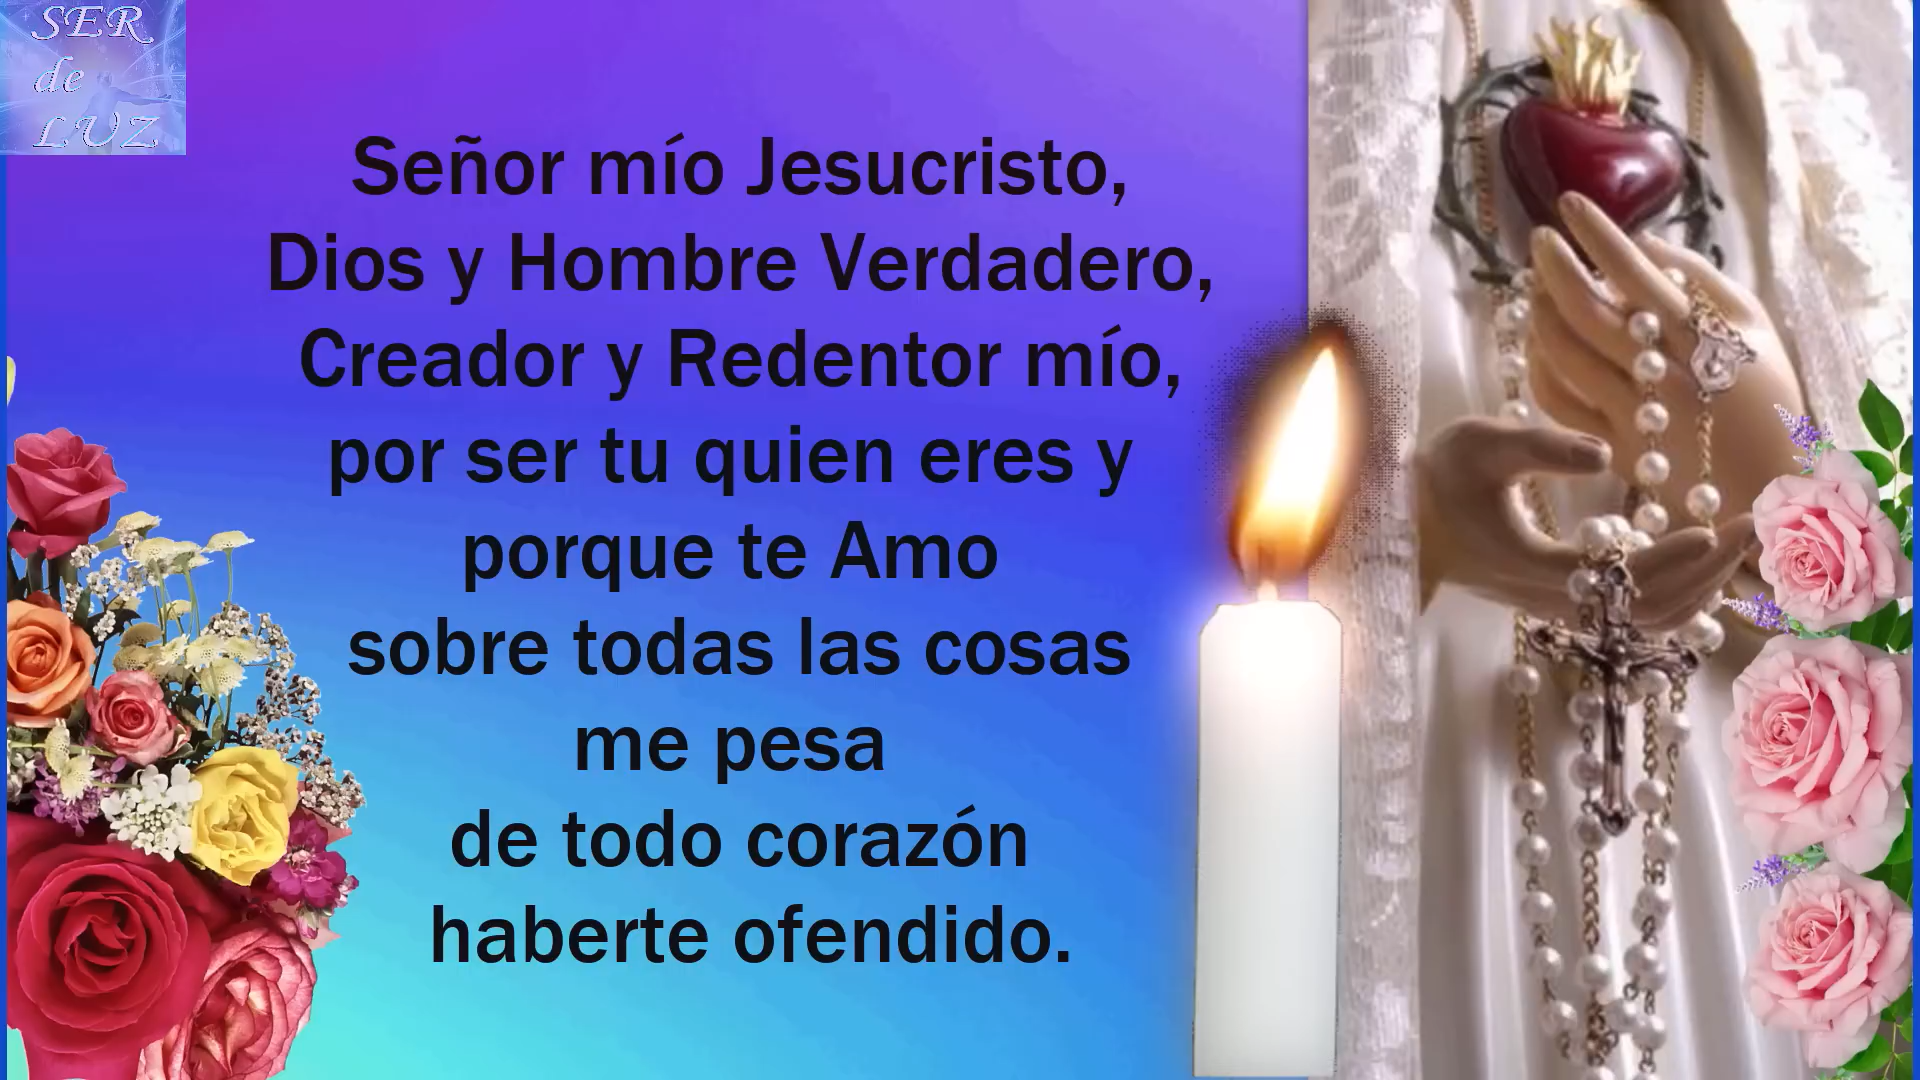 SER
de
LUZ
Señor mío Jesucristo,
Dios y Hombre Verdadero,
Creador y Redentor mío,
por ser tu quien eres y
porque te Amo
sobre todas las cosas
me pesa
de todo corazón
haberte ofendido.